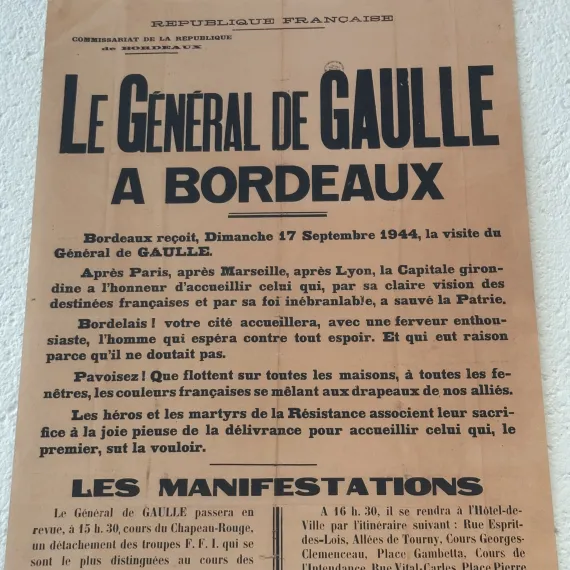 REPUBLIQUE FRANÇAISE
COMMISSARIAT DE LA RÉPUBLIQUE
de BORDEAUX
LE GÉNÉRAL DE GAULLE
A BORDEAUX
Bordeaux reçoit, Dimanche 17 Septembre 1944, la visite du
Général de GAULLE.
Après Paris, après Marseille, après Lyon, la Capitale giron-
dine a l'honneur d'accueillir celui qui, par sa claire vision des
destinées françaises et par sa foi inébranlable, a sauvé la Patrie.
Bordelais ! votre cité accueillera, avec une ferveur enthou-
siaste, l'homme qui espèra contre tout espoir. Et qui eut raison
parce qu'il ne doutait pas.
Pavoisez ! Que flottent sur toutes les maisons, à toutes les fe-
nêtres, les couleurs françaises se mêlant aux drapeaux de nos alliés.
Les héros et les martyrs de la Résistance associent leur sacri-
fice à la joie pieuse de la délivrance pour accueillir celui qui, le
premier, sut la vouloir.
LES MANIFESTATIONS
Le Général de GAULLE passera en
revue, à 15 h. 30, cours du Chapeau-Rouge,
un détachement des troupes F. F. I. qui se
sont le plus distinguées au cours des
A 16 h. 30, il se rendra à l'Hôtel-de-
Ville par l'itinéraire suivant : Rue Esprit-
des-Lois, Allées de Tourny, Cours Georges-
Clemenceau, Place Gambetta, Cours de
l'Intendance, Rue Vital-Carles, Place Pierre